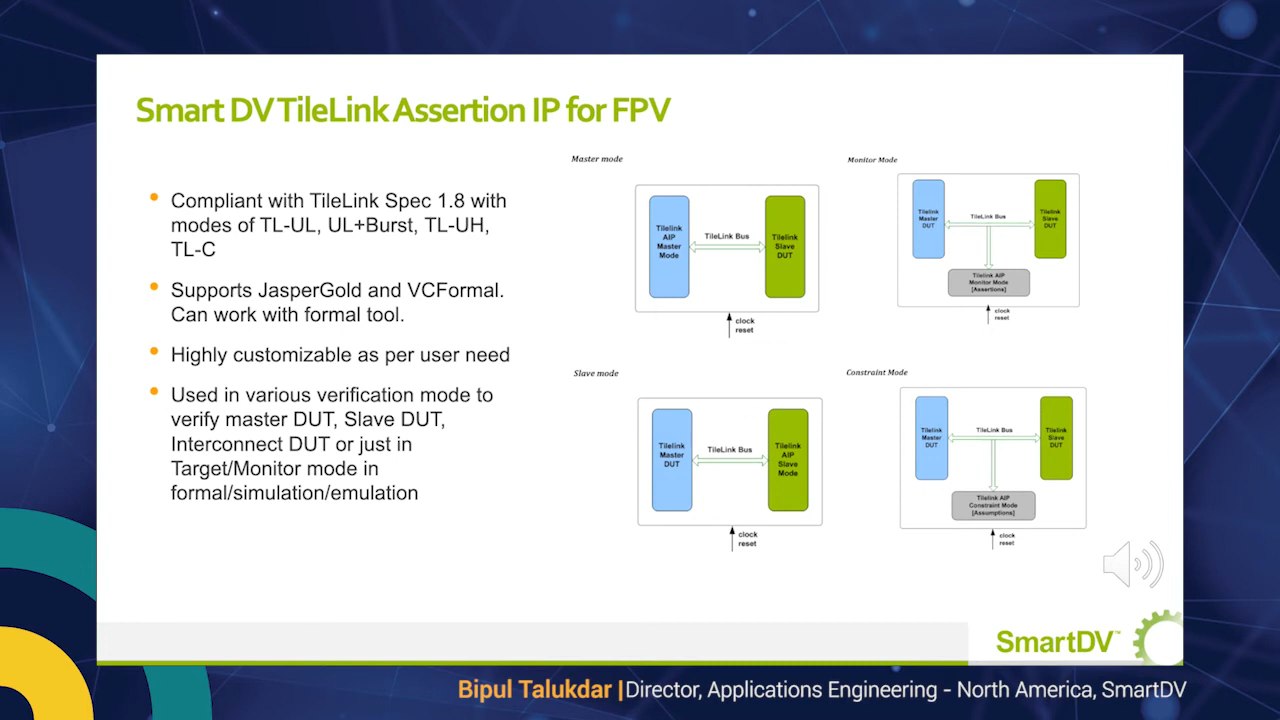 Smart DV TileLink Assertion IP for FPV
Compliant with TileLink Spec 1.8 with
modes of TL-UL, UL+Burst, TL-UH,
TL-C
Supports JasperGold and VCFormal.
Can work with formal tool.
Highly customizable as per user need
Used in various verification mode to
verify master DUT, Slave DUT,
Interconnect DUT or just in
Target/Monitor mode in
formal/simulation/emulation
Master mode
Tilelink
AIP
Master
Mode
TileLink Bus
Tilelink
Slave
DUT
clock
reset
Monitor Mode
Tilelink
Master
DUT
TileLink Bus
Tilelink
Slave
DUT
Tilelink AIP
Monitor Mode
[Assertions]
clock
reset
Slave mode
Tilelink
Master
DUT
TileLink Bus
Tilelink
AIP
Slave
Mode
clock
reset
Constraint Mode
Tilelink
Master
DUT
TileLink Bus
Tilelink
Slave
DUT
Tilelink AIP
Constraint Mode
[Assumptions]
clock
reset
SmartDV™
Bipul Talukdar | Director, Applications Engineering - North America, SmartDV